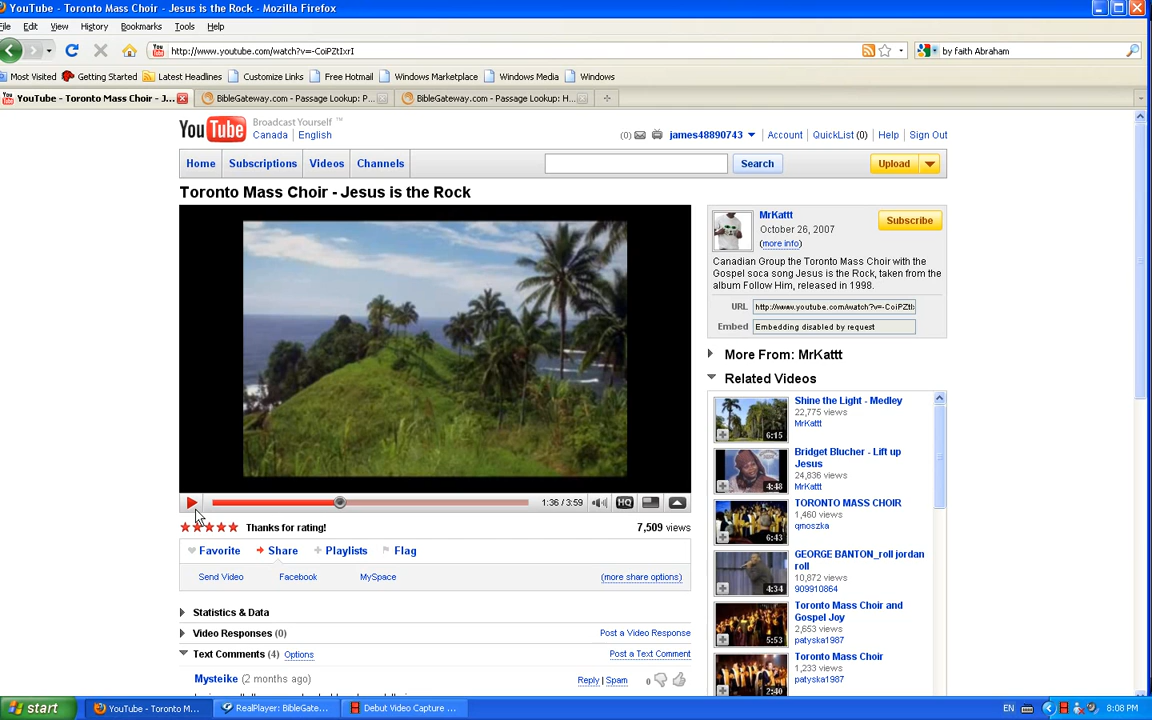 YouTube - Toronto Mass Choir - Jesus is the Rock - Mozilla Firefox
File Edit View History Bookmarks Tools Help
http://www.youtube.com/watch?v=-CoiPZtIxrI
by faith Abraham
Most Visited Getting Started Latest Headlines Customize Links Free Hotmail Windows Marketplace Windows Media Windows
YouTube - Toronto Mass Choir - J... BibleGateway.com - Passage Lookup: P... BibleGateway.com - Passage Lookup: H...
YouTube Broadcast Yourself ™
Canada English
(0) james48890743 Account QuickList (0) Help Sign Out
Home Subscriptions Videos Channels Search Upload
Toronto Mass Choir - Jesus is the Rock
MrKattt
October 26, 2007
(more info)
Subscribe
Canadian Group the Toronto Mass Choir with the
Gospel soca song Jesus is the Rock, taken from the
album Follow Him, released in 1998.
URL http://www.youtube.com/watch?v=-CoiPZtI
Embed Embedding disabled by request
More From: MrKattt
Related Videos
Shine the Light - Medley
22,775 views
MrKattt
6:15
Bridget Blucher - Lift up
Jesus
24,836 views
MrKattt
4:48
TORONTO MASS CHOIR
1,460 views
qmoszka
6:43
GEORGE BANTON_roll jordan
roll
10,872 views
909910864
4:34
Toronto Mass Choir and
Gospel Joy
2,653 views
patyska1987
5:53
Toronto Mass Choir
1,233 views
patyska1987
2:40
1:36 / 3:59 HQ
Thanks for rating! 7,509 views
Favorite Share Playlists Flag
Send Video Facebook MySpace (more share options)
Statistics & Data
Video Responses (0) Post a Video Response
Text Comments (4) Options Post a Text Comment
Mysteike (2 months ago) Reply | Spam 0
start YouTube - Toronto M... RealPlayer: BibleGate... Debut Video Capture ... EN 8:08 PM